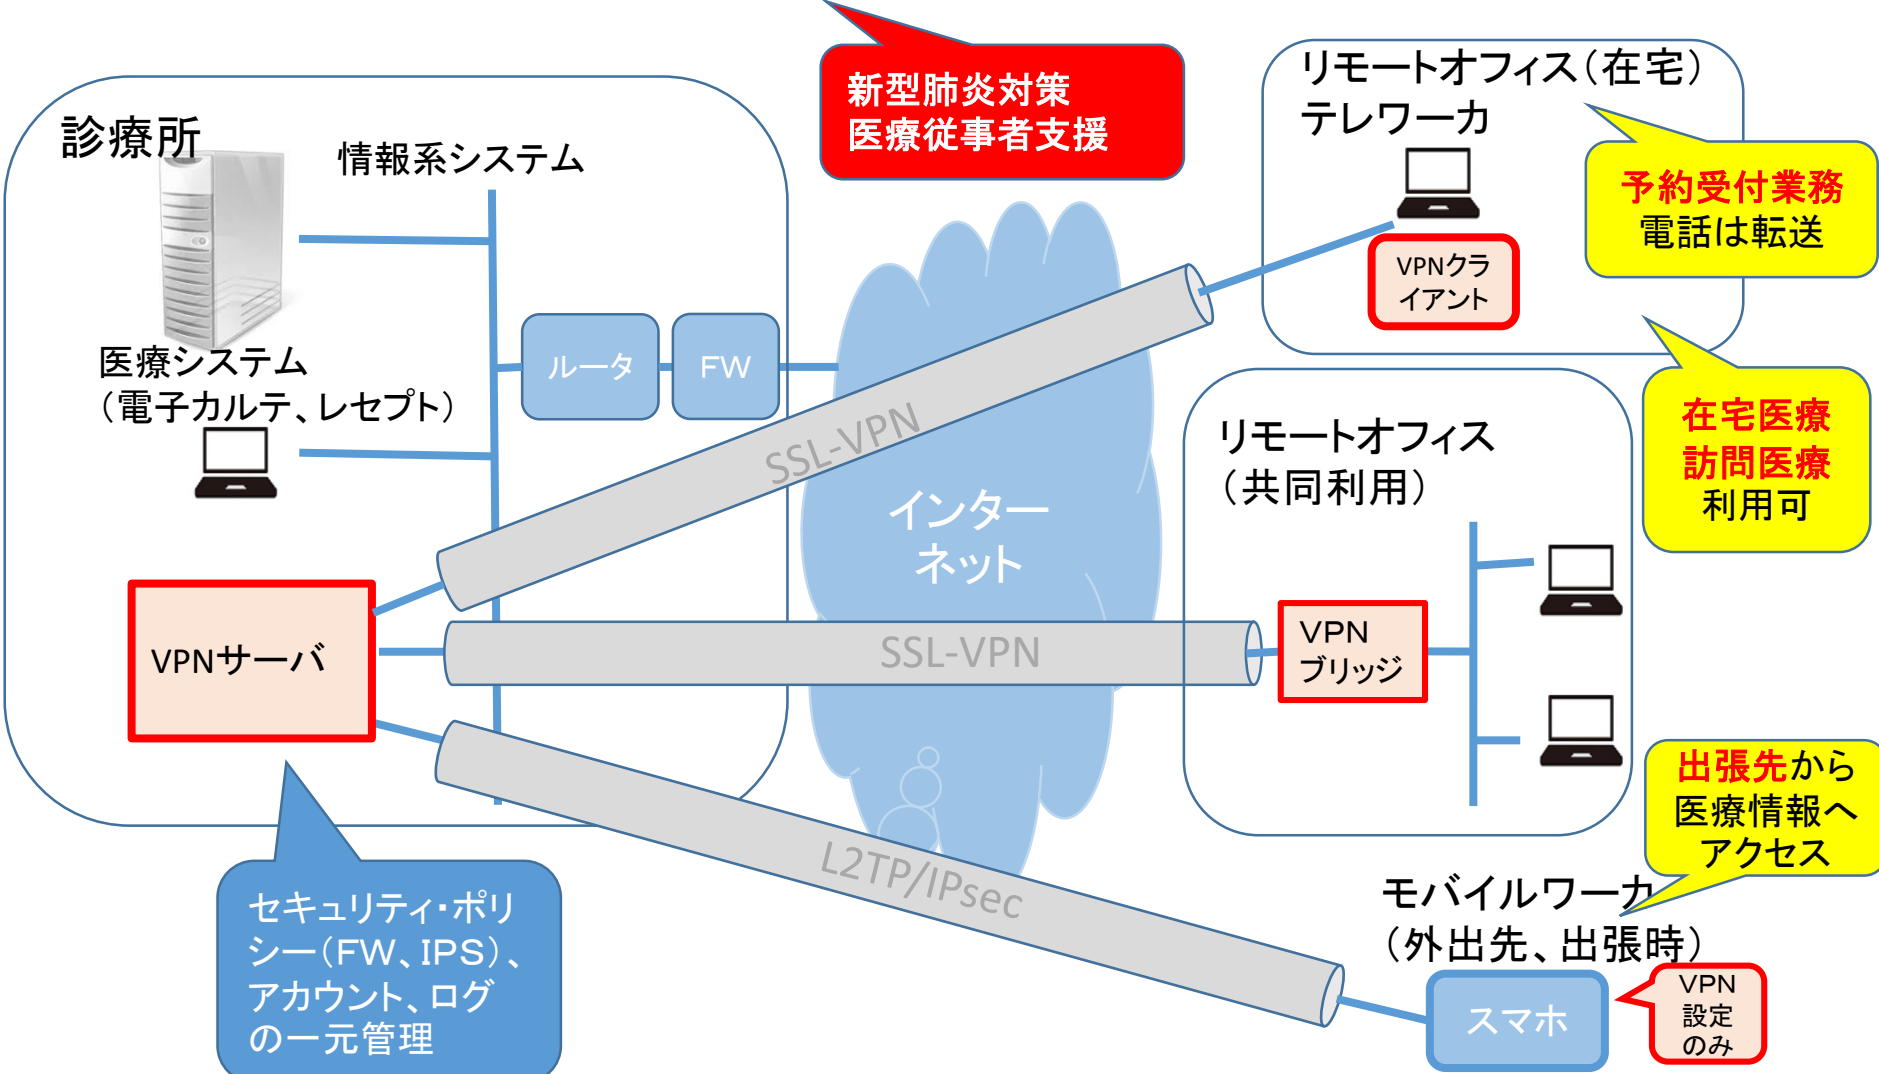 新型肺炎対策
医療従事者支援
診療所
情報系システム
医療システム
（電子カルテ、レセプト）
ルータ
ＦＷ
VPNサーバ
セキュリティ・ポリ
シー（ＦＷ、ＩＰＳ）、
アカウント、ログ
の一元管理
SSL-VPN
SSL-VPN
L2TP/IPsec
インター
ネット
リモートオフィス（在宅）
テレワーカ
VPNクラ
イアント
予約受付業務
電話は転送
在宅医療
訪問医療
利用可
リモートオフィス
（共同利用）
ＶＰＮ
ブリッジ
出張先から
医療情報へ
アクセス
モバイルワーカ
（外出先、出張時）
スマホ
ＶＰＮ
設定
のみ